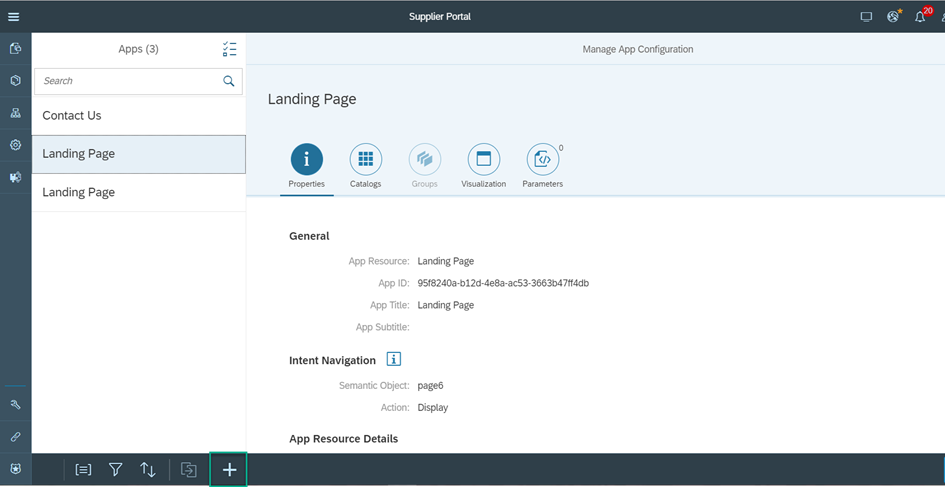 Supplier Portal
20
Apps (3)
Manage App Configuration
Search
Contact Us
Landing Page
Landing Page
Landing Page
Properties
Catalogs
Groups
Visualization
Parameters
0
General
App Resource: Landing Page
App ID: 95f8240a-b12d-4e8a-ac53-3663b47ff4db
App Title: Landing Page
App Subtitle:
Intent Navigation
Semantic Object: page6
Action: Display
App Resource Details